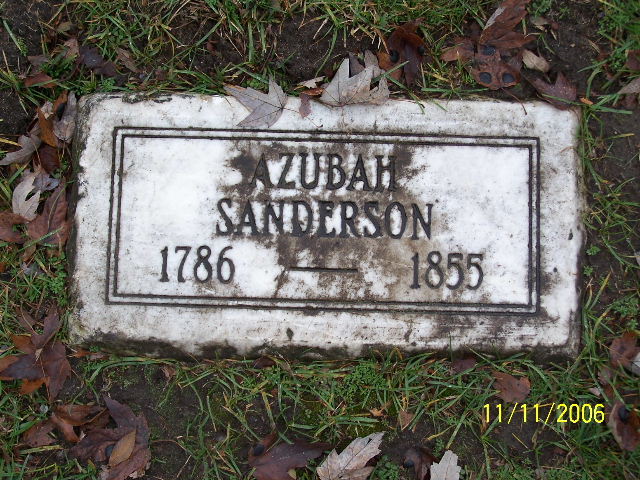 AZUBAH
SANDERSON
1786 — 1855
11/11/2006